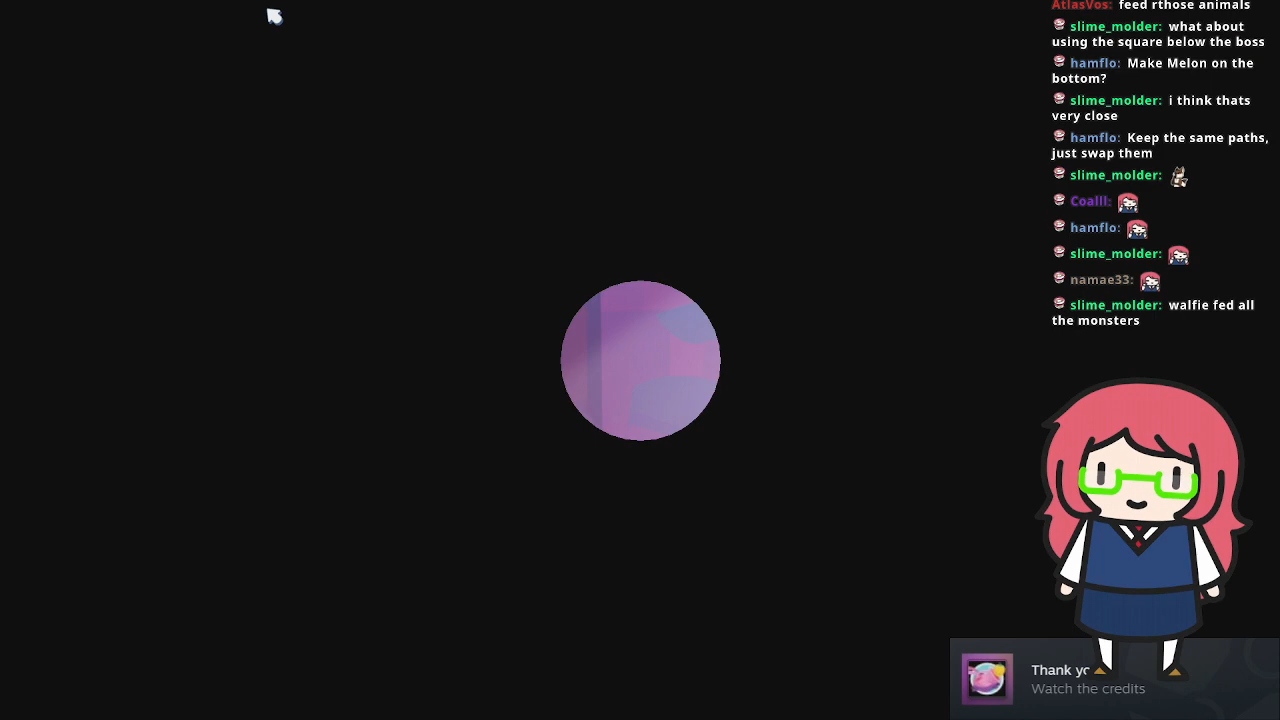 AtlasVos: feed rthose animals
slime_molder: what about
using the square below the boss
hamflo: Make Melon on the
bottom?
slime_molder: i think thats
very close
hamflo: Keep the same paths,
just swap them
slime_molder:
Coalll:
hamflo:
slime_molder:
namae33:
slime_molder: walfie fed all
the monsters
Thank yo
Watch the credits